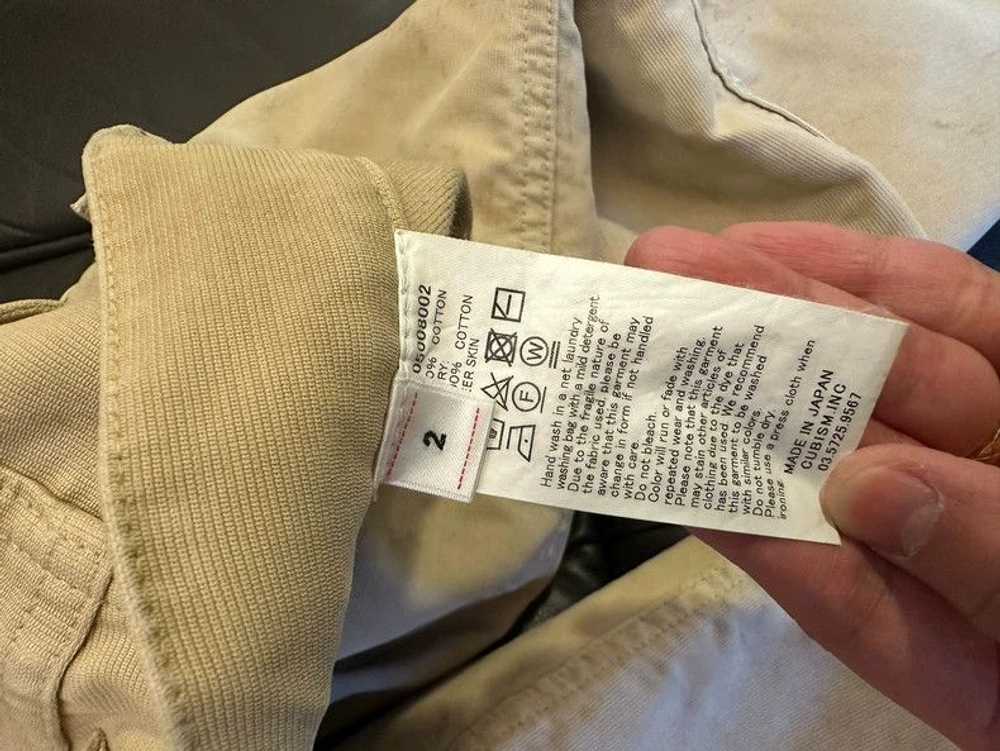 05008002
0% COTTON
RY:
00% COTTON
ER SKIN
W
F
2
Hand wash in a net laundry
washing bag with a mild detergent.
Due to the fragile nature of
the fabric used, please be
aware that this garment may
change in form if not handled
with care.
Do not bleach.
Color will run or fade with
repeated wear and washing.
Please note that this garment
may stain other articles of
clothing due to the dye that
has been used. We recommend
this garment to be washed
with similar colors.
Do not tumble dry.
Please use a press cloth when
ironing.
MADE IN JAPAN
CUBISM.INC
03.5725.9567